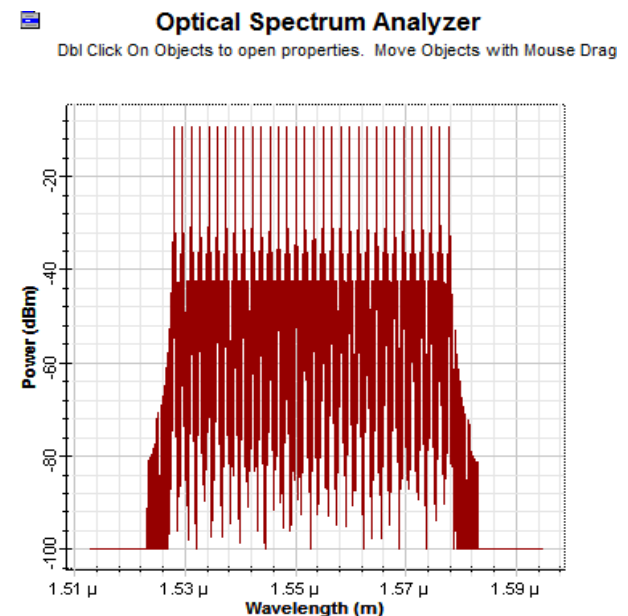 Optical Spectrum Analyzer
Dbl Click On Objects to open properties. Move Objects with Mouse Drag
-20
-40
-60
-80
-100
Power (dBm)
1.51 µ 1.53 µ 1.55 µ 1.57 µ 1.59 µ
Wavelength (m)